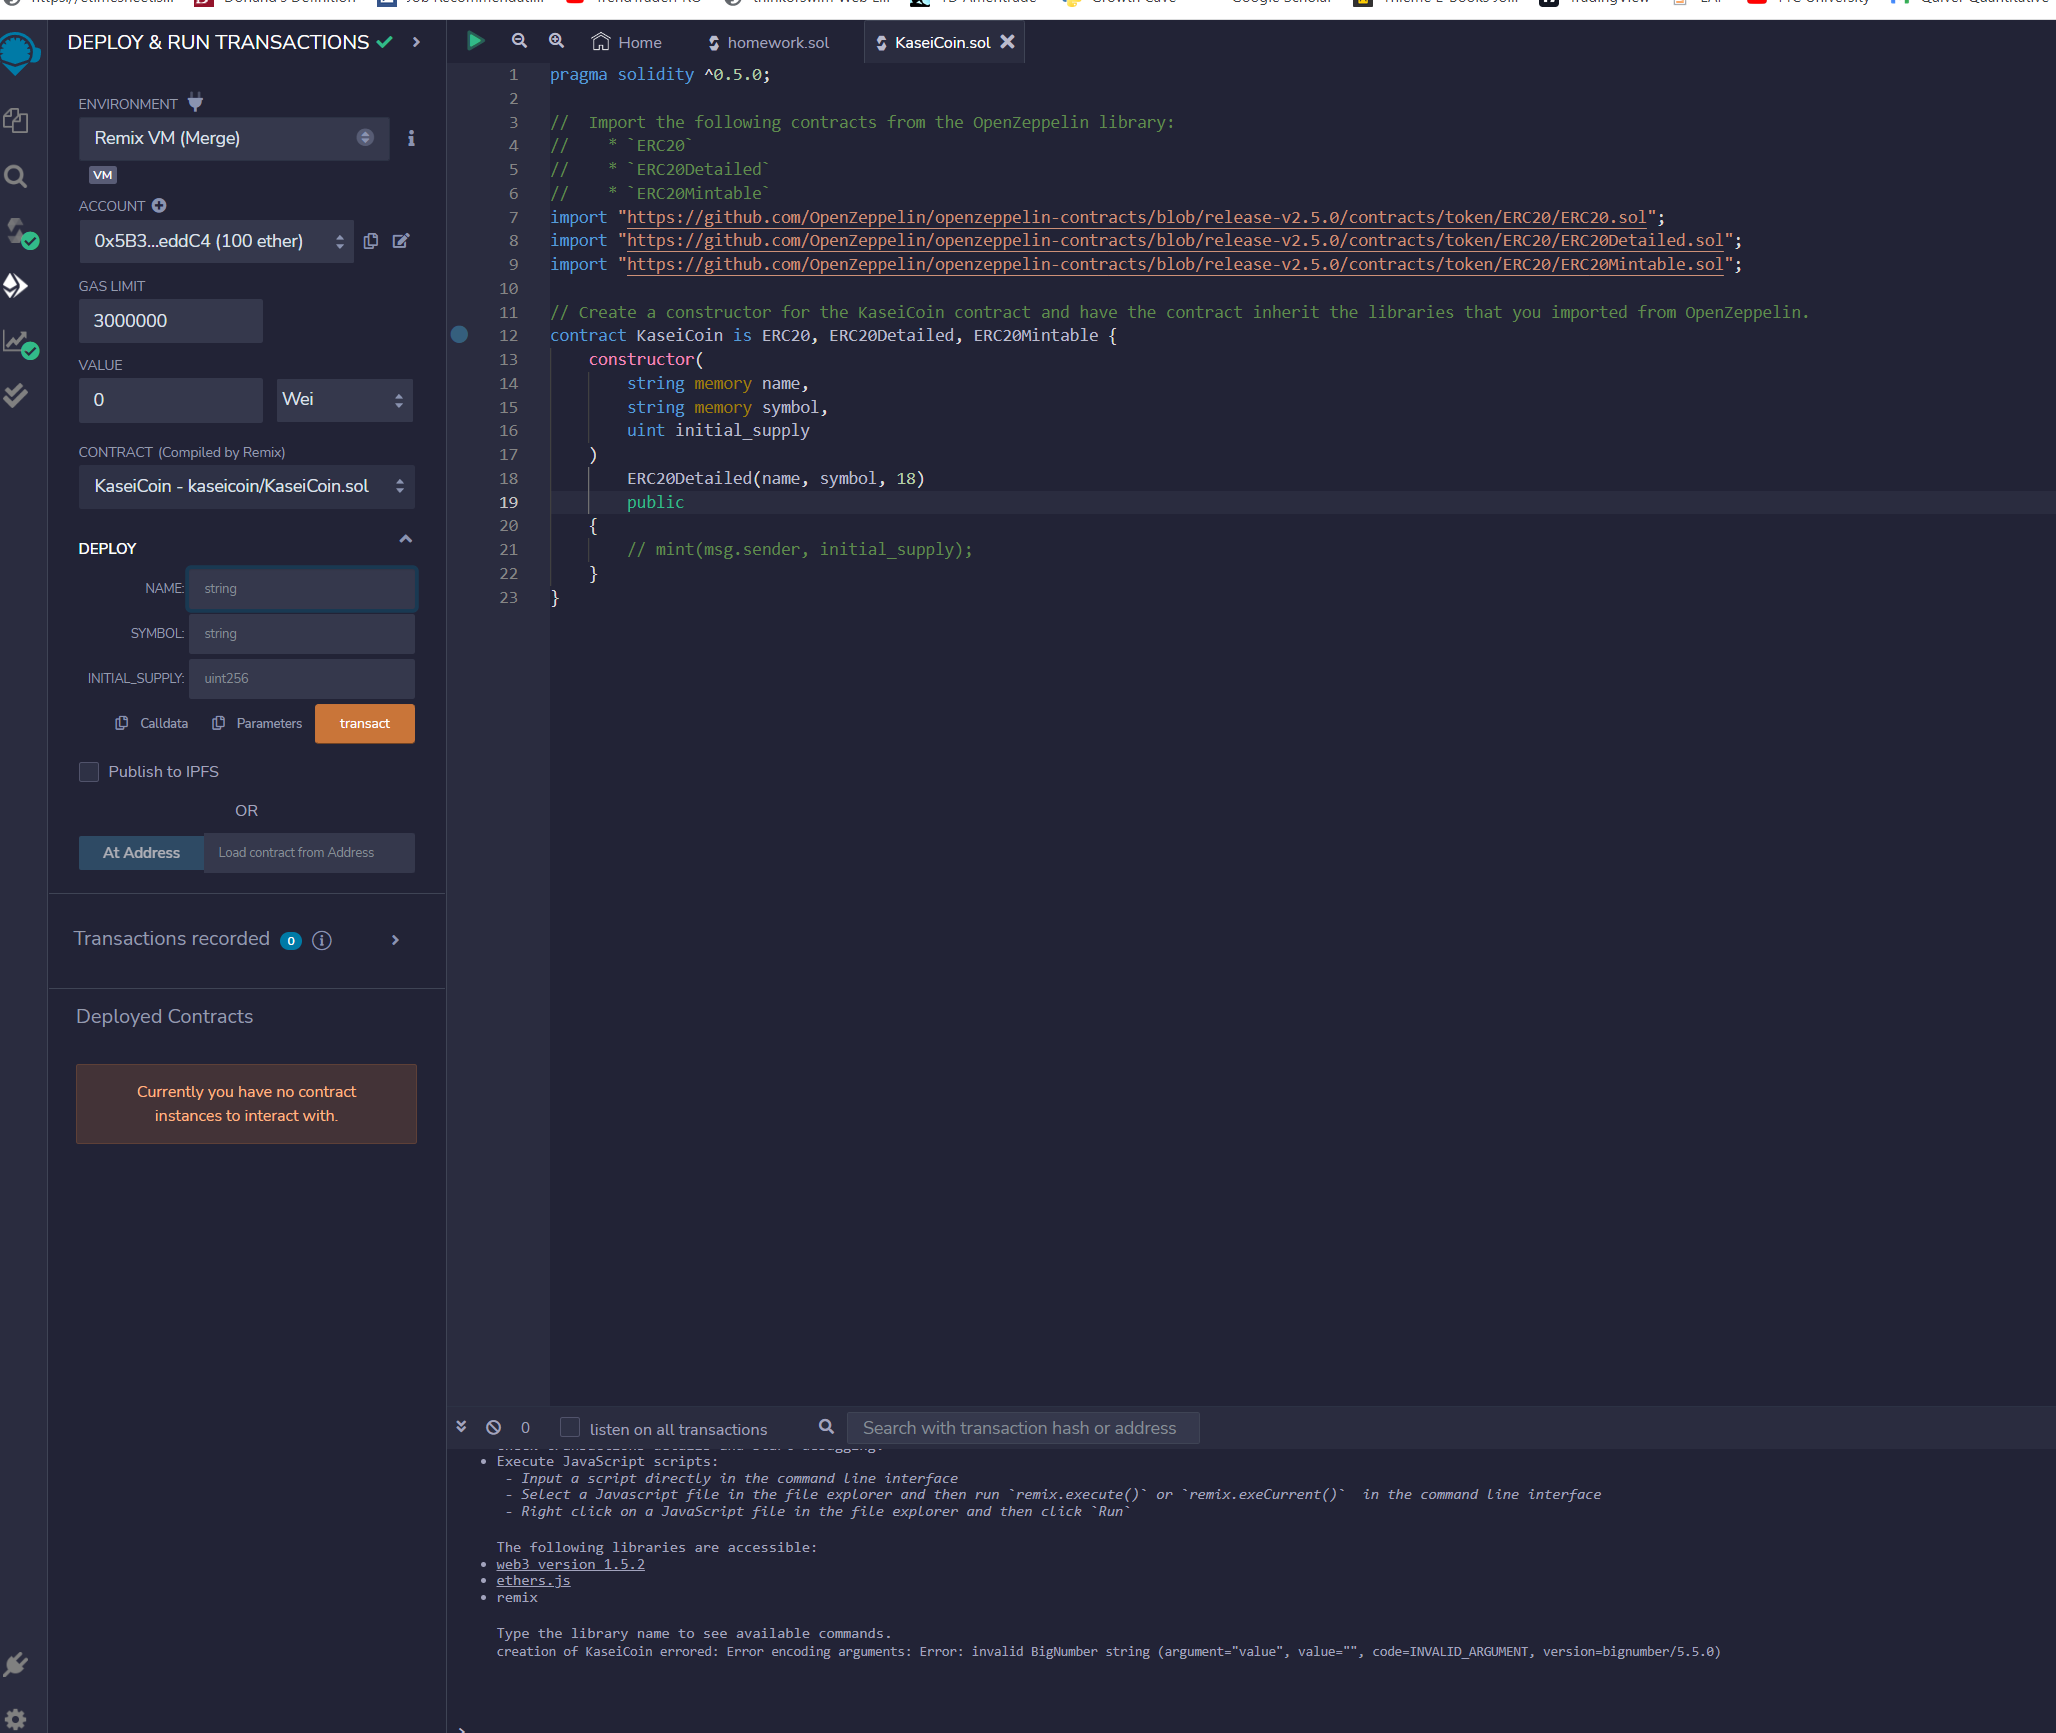 DEPLOY & RUN TRANSACTIONS
ENVIRONMENT
Remix VM (Merge)
VM
ACCOUNT
0x5B3...eddC4 (100 ether)
GAS LIMIT
3000000
VALUE
0
Wei
CONTRACT (Compiled by Remix)
KaseiCoin - kaseicoin/KaseiCoin.sol
DEPLOY
NAME: string
SYMBOL: string
INITIAL_SUPPLY: uint256
Calldata Parameters transact
Publish to IPFS
OR
At Address Load contract from Address
Transactions recorded 0
Deployed Contracts
Currently you have no contract
instances to interact with.
Home homework.sol KaseiCoin.sol
1 pragma solidity ^0.5.0;
2
3 //  Import the following contracts from the OpenZeppelin library:
4 //    * `ERC20`
5 //    * `ERC20Detailed`
6 //    * `ERC20Mintable`
7 import "https://github.com/OpenZeppelin/openzeppelin-contracts/blob/release-v2.5.0/contracts/token/ERC20/ERC20.sol";
8 import "https://github.com/OpenZeppelin/openzeppelin-contracts/blob/release-v2.5.0/contracts/token/ERC20/ERC20Detailed.sol";
9 import "https://github.com/OpenZeppelin/openzeppelin-contracts/blob/release-v2.5.0/contracts/token/ERC20/ERC20Mintable.sol";
10
11 // Create a constructor for the KaseiCoin contract and have the contract inherit the libraries that you imported from OpenZeppelin.
12 contract KaseiCoin is ERC20, ERC20Detailed, ERC20Mintable {
13     constructor(
14         string memory name,
15         string memory symbol,
16         uint initial_supply
17     )
18         ERC20Detailed(name, symbol, 18)
19         public
20     {
21         // mint(msg.sender, initial_supply);
22     }
23 }
0 listen on all transactions Search with transaction hash or address
• Execute JavaScript scripts:
- Input a script directly in the command line interface
- Select a Javascript file in the file explorer and then run `remix.execute()` or `remix.exeCurrent()`  in the command line interface
- Right click on a JavaScript file in the file explorer and then click `Run`
The following libraries are accessible:
• web3 version 1.5.2
• ethers.js
• remix
Type the library name to see available commands.
creation of KaseiCoin errored: Error encoding arguments: Error: invalid BigNumber string (argument="value", value="", code=INVALID_ARGUMENT, version=bignumber/5.5.0)
>